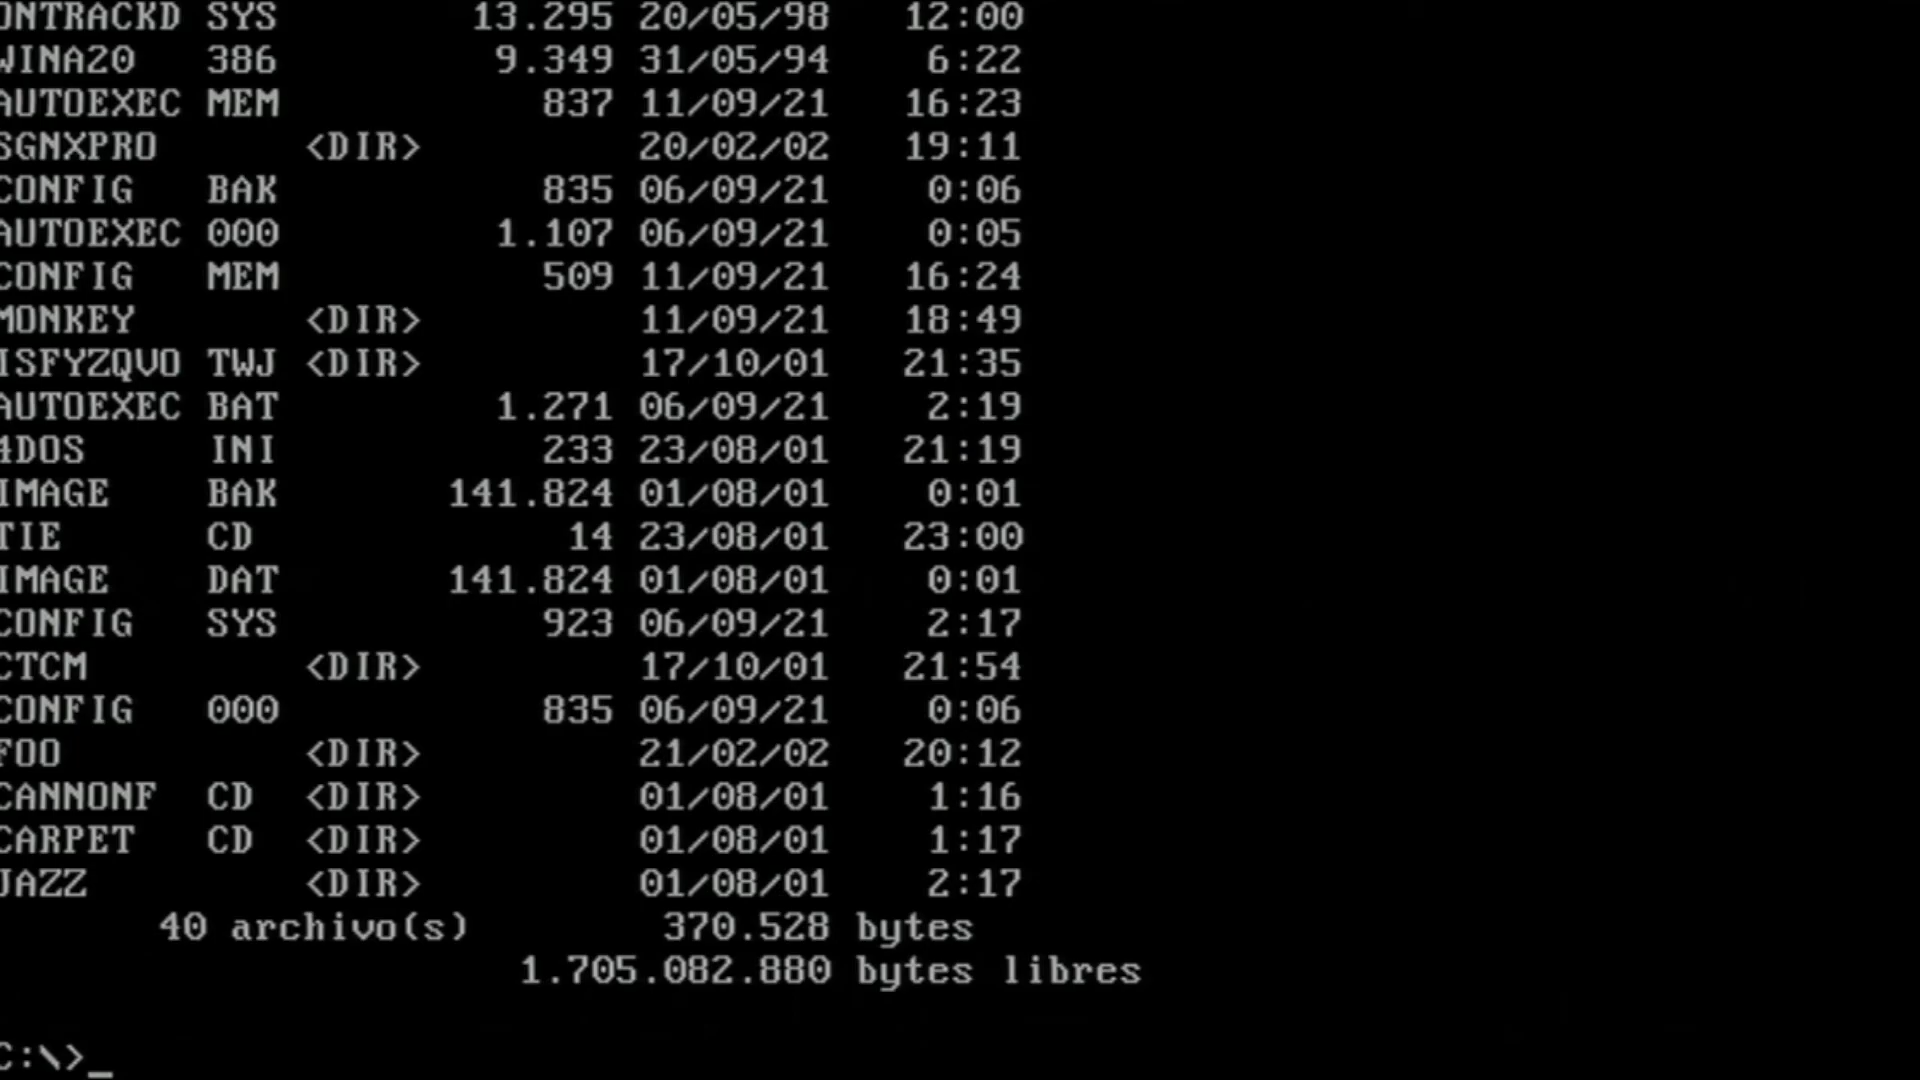 ONTRACKD SYS 13.295 20/05/98 12:00
WINA20 386 9.349 31/05/94 6:22
AUTOEXEC MEM 837 11/09/21 16:23
SGNXPRO <DIR> 20/02/02 19:11
CONFIG BAK 835 06/09/21 0:06
AUTOEXEC 000 1.107 06/09/21 0:05
CONFIG MEM 509 11/09/21 16:24
MONKEY <DIR> 11/09/21 18:49
ISFYZQVO TWJ <DIR> 17/10/01 21:35
AUTOEXEC BAT 1.271 06/09/21 2:19
4DOS INI 233 23/08/01 21:19
IMAGE BAK 141.824 01/08/01 0:01
TIE CD 14 23/08/01 23:00
IMAGE DAT 141.824 01/08/01 0:01
CONFIG SYS 923 06/09/21 2:17
CTCM <DIR> 17/10/01 21:54
CONFIG 000 835 06/09/21 0:06
FOO <DIR> 21/02/02 20:12
CANNONF CD <DIR> 01/08/01 1:16
CARPET CD <DIR> 01/08/01 1:17
JAZZ <DIR> 01/08/01 2:17
40 archivo(s) 370.528 bytes
1.705.082.880 bytes libres
C:\>_